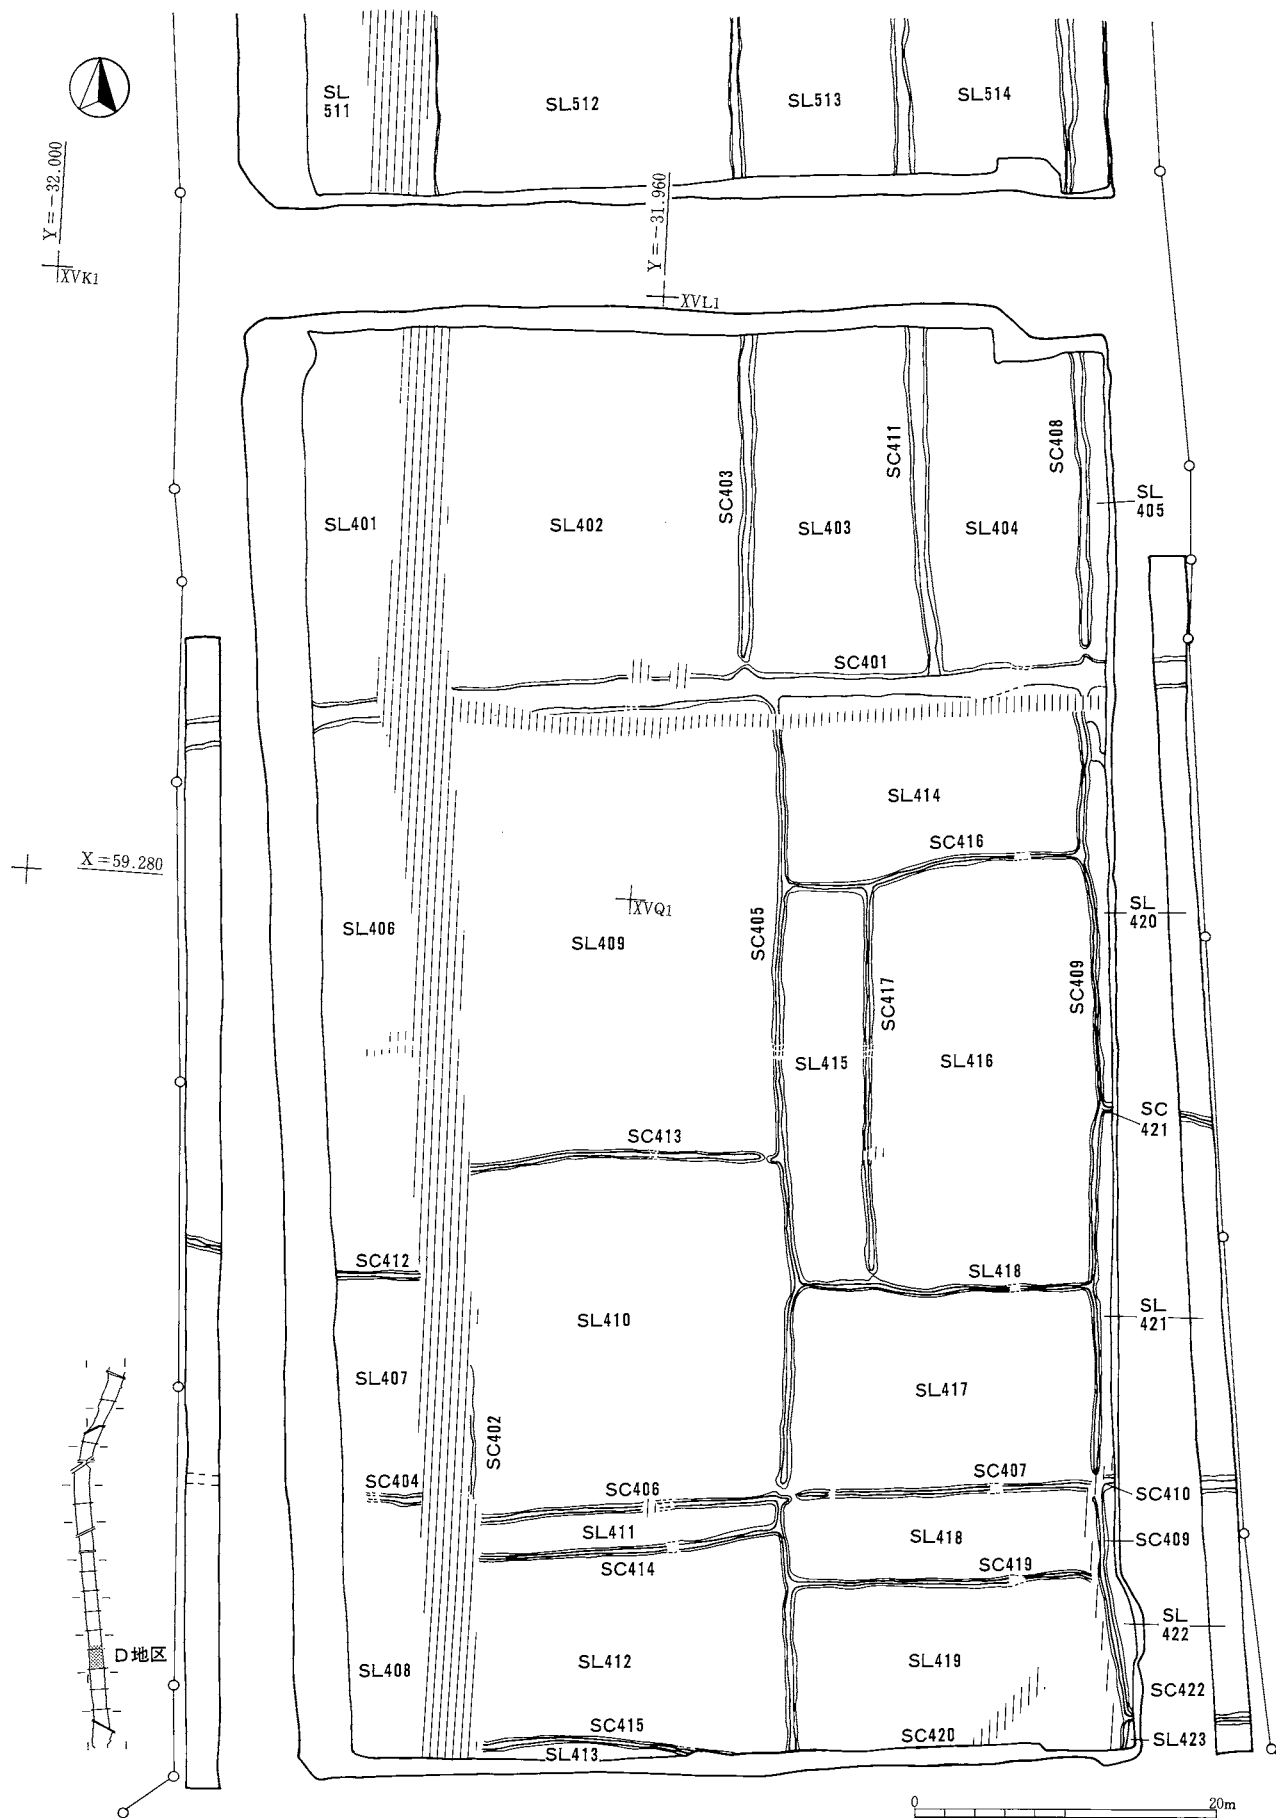 SL
511
SL512
SL513
SL514
Y = -32.000
Y = -31.960
XVK1
XVL1
SC403
SC411
SC408
SL
405
SL401
SL402
SL403
SL404
SC401
SL414
SC416
X = 59.280
XVQ1
SL406
SL409
SC405
SC417
SC409
SL
420
SL415
SL416
SC
421
SC413
SC412
SL418
SL410
SL
421
SL407
SL417
SC402
SC404
SC406
SC407
SC410
SL411
SL418
SC409
SC414
SC419
SL
422
D地区
SL408
SL412
SL419
SC422
SC415
SC420
SL413
SL423
0
20m